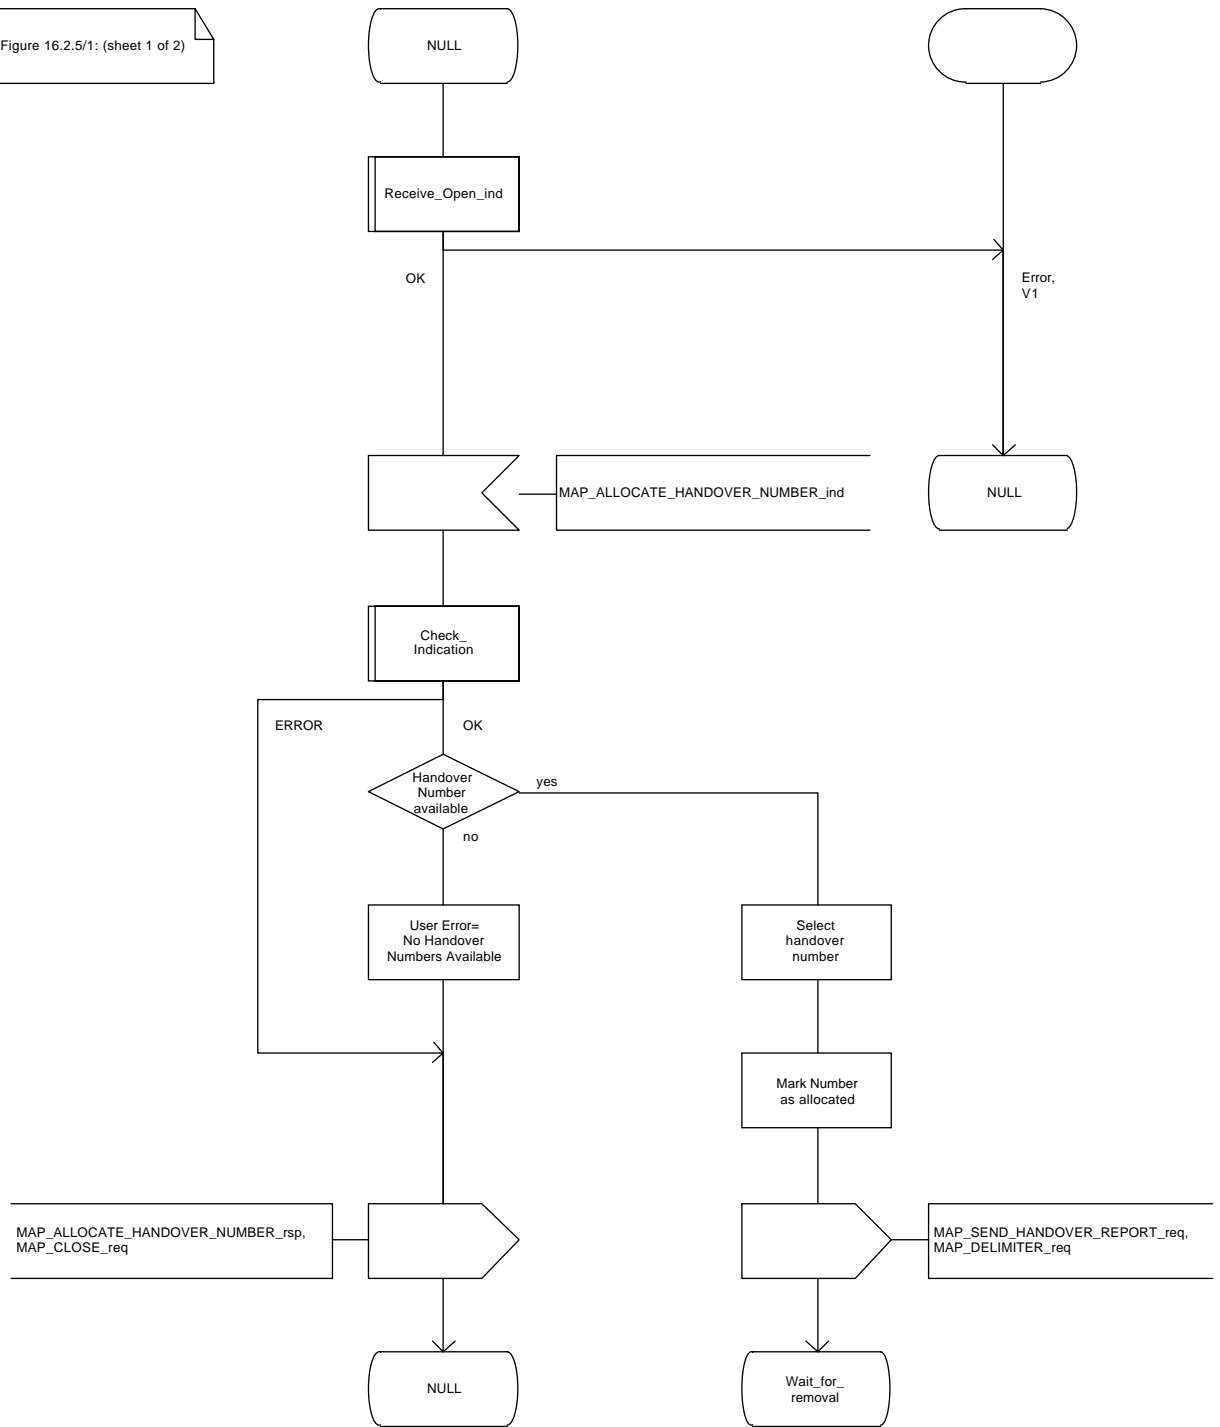 Figure 16.2.5/1: (sheet 1 of 2)
NULL
Receive_Open_ind
OK
Error,
V1
MAP_ALLOCATE_HANDOVER_NUMBER_ind
NULL
Check_
Indication
ERROR
OK
Handover
Number
available
yes
no
User Error=
No Handover
Numbers Available
Select
handover
number
Mark Number
as allocated
MAP_ALLOCATE_HANDOVER_NUMBER_rsp,
MAP_CLOSE_req
MAP_SEND_HANDOVER_REPORT_req,
MAP_DELIMITER_req
NULL
Wait_for_
removal